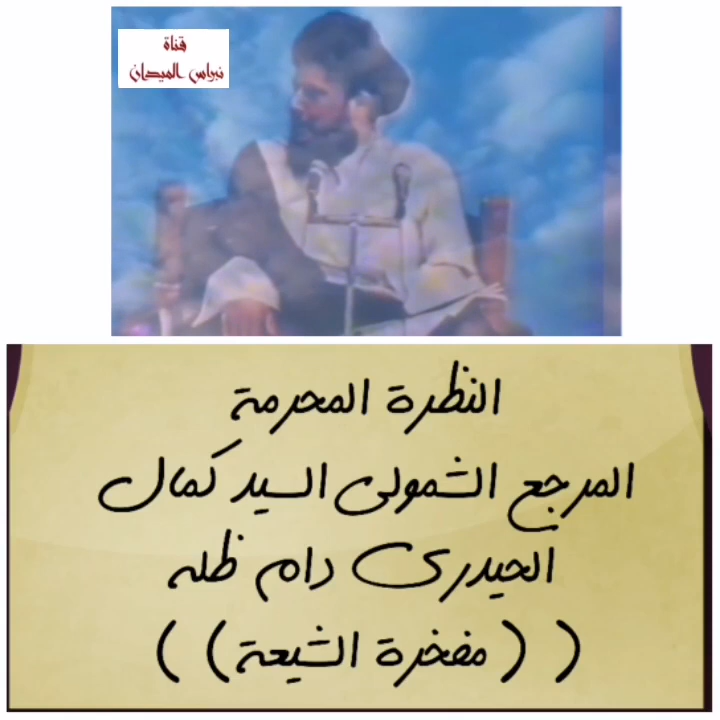 قناة
نبراس الميدان
النظرة المحرمة
المرجع الشمولي السيد كمال
الحيدري دام ظله
( ( مفخرة الشيعة) )